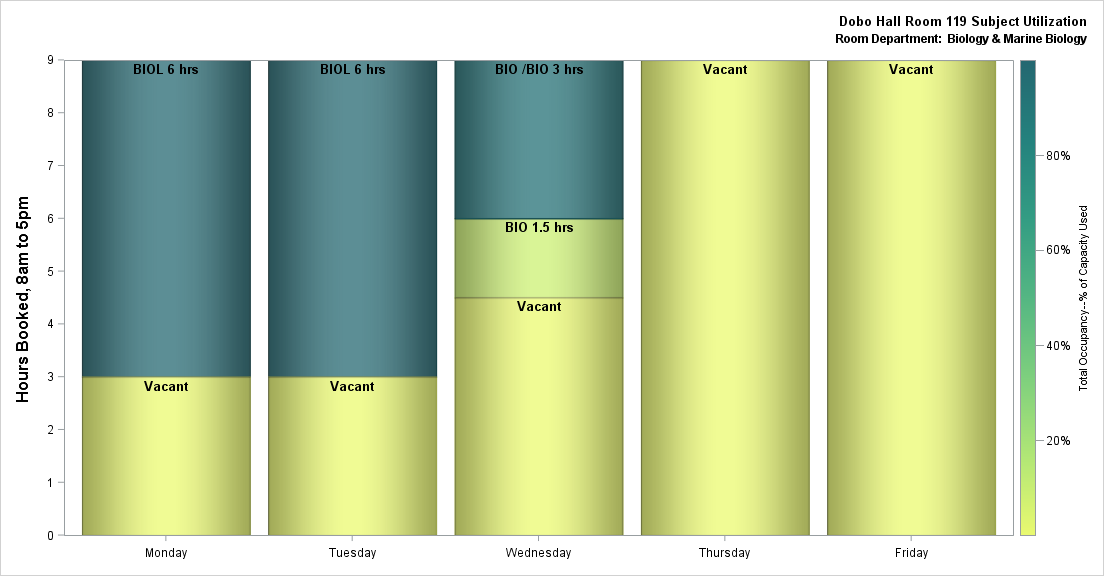 Dobo Hall Room 119 Subject Utilization
Room Department: Biology & Marine Biology
Hours Booked, 8am to 5pm
9
8
7
6
5
4
3
2
1
0
BIOL 6 hrs
Vacant
BIOL 6 hrs
Vacant
BIO /BIO 3 hrs
BIO 1.5 hrs
Vacant
Vacant
Vacant
Monday
Tuesday
Wednesday
Thursday
Friday
80%
60%
40%
20%
Total Occupancy--% of Capacity Used